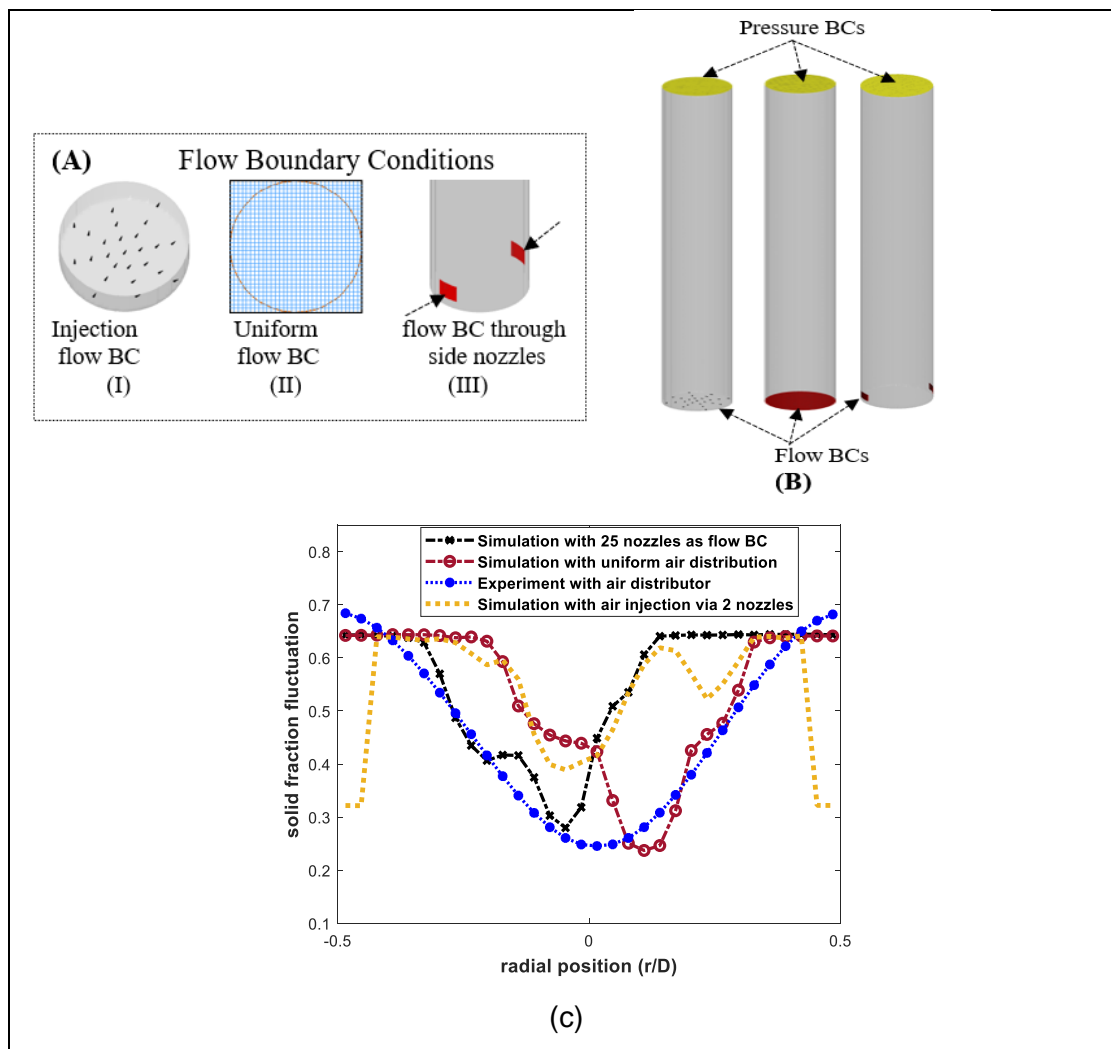 Pressure BCs
(A) Flow Boundary Conditions
Injection
flow BC
(I)
Uniform
flow BC
(II)
flow BC through
side nozzles
(III)
Flow BCs
(B)
Simulation with 25 nozzles as flow BC
Simulation with uniform air distribution
Experiment with air distributor
Simulation with air injection via 2 nozzles
solid fraction fluctuation
0.8
0.7
0.6
0.5
0.4
0.3
0.2
0.1
-0.5
0
0.5
radial position (r/D)
(c)